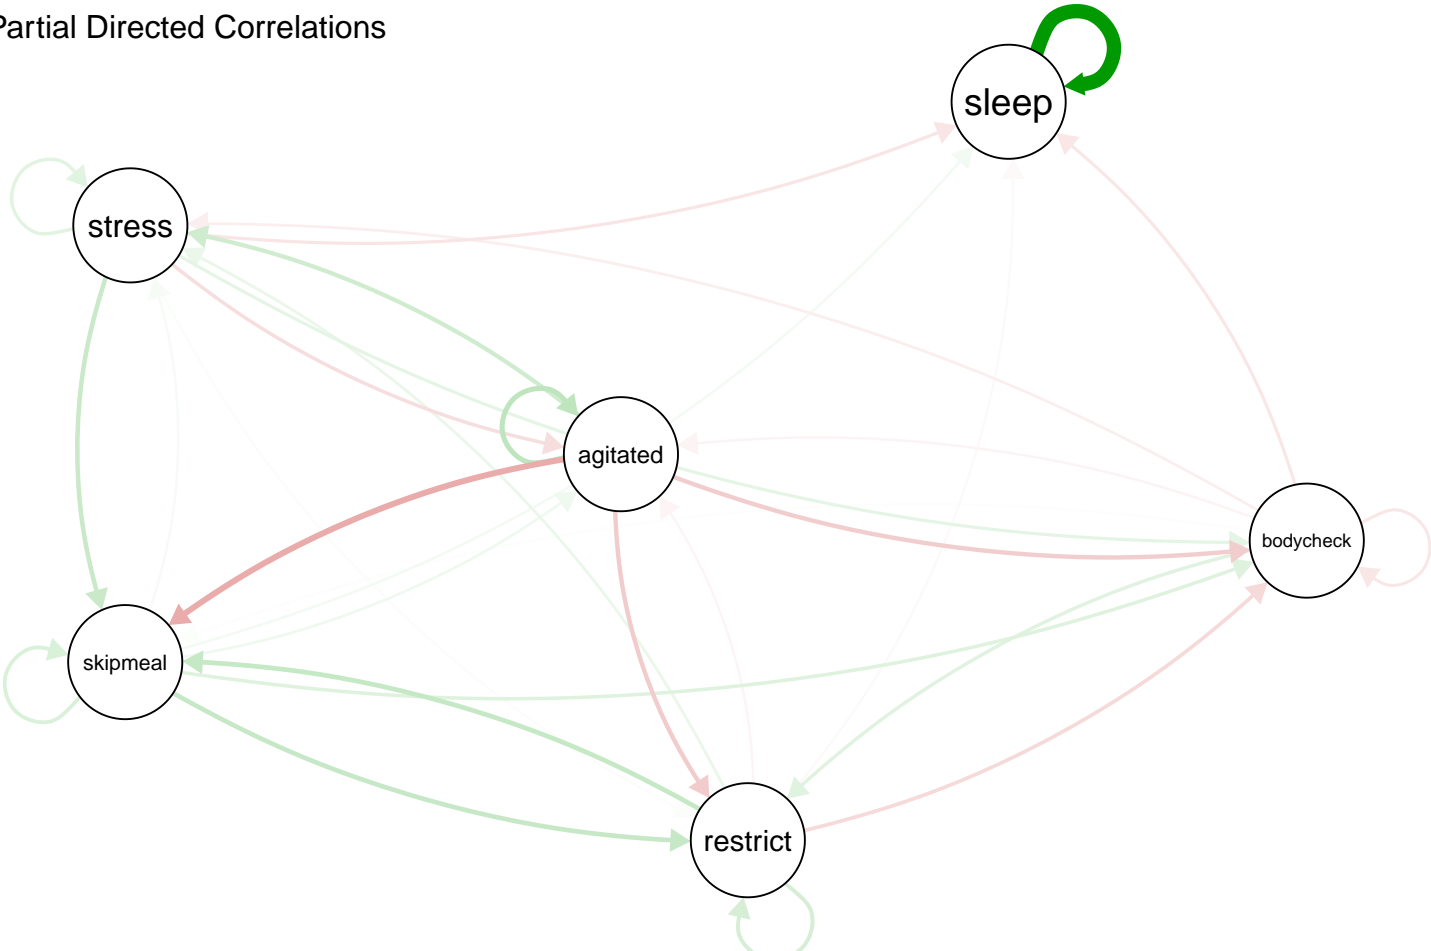 Partial Directed Correlations
sleep
stress
agitated
bodycheck
skipmeal
restrict